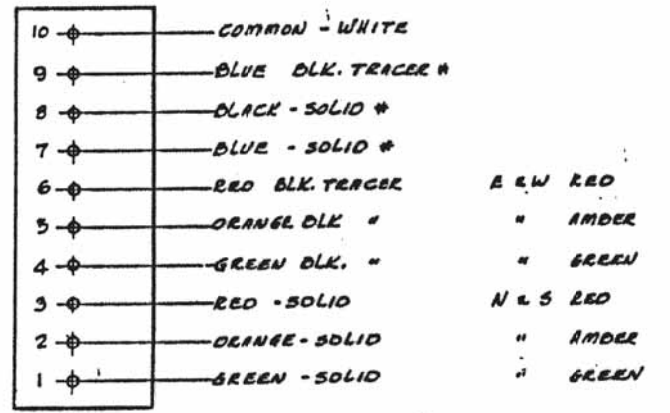 10 COMMON - WHITE
9 BLUE BLK. TRACER #
8 BLACK - SOLID #
7 BLUE - SOLID #
6 RED BLK. TRACER E & W RED
5 ORANGE BLK " " AMBER
4 GREEN BLK. " " GREEN
3 RED - SOLID N & S RED
2 ORANGE - SOLID " AMBER
1 GREEN - SOLID " GREEN